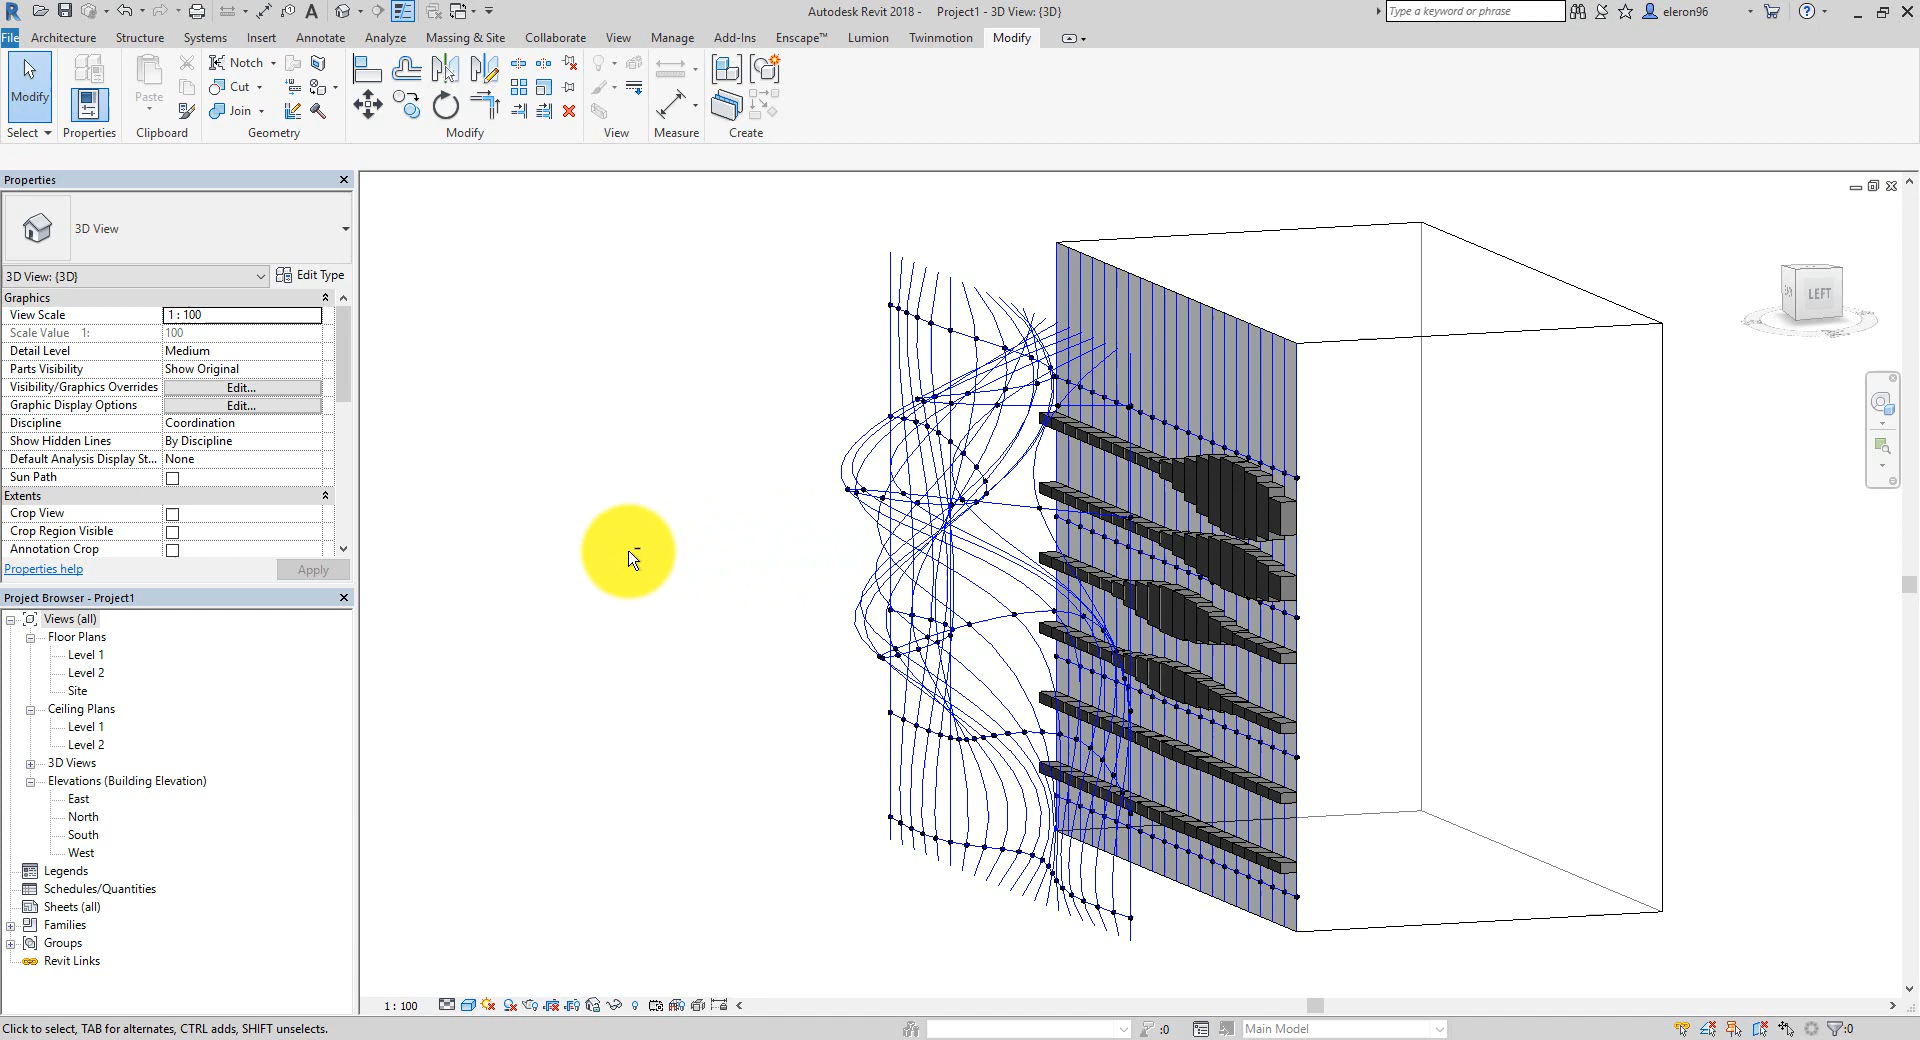 Autodesk Revit 2018 -    Project1 - 3D View: {3D}
Type a keyword or phrase
eleron96
File Architecture Structure Systems Insert Annotate Analyze Massing & Site Collaborate View Manage Add-Ins Enscape™ Lumion Twinmotion Modify
Modify
Paste
Notch
Cut
Join
Select Properties Clipboard Geometry Modify View Measure Create
Properties
3D View
3D View: {3D} Edit Type
Graphics
View Scale 1 : 100
Scale Value 1: 100
Detail Level Medium
Parts Visibility Show Original
Visibility/Graphics Overrides Edit...
Graphic Display Options Edit...
Discipline Coordination
Show Hidden Lines By Discipline
Default Analysis Display St... None
Sun Path
Extents
Crop View
Crop Region Visible
Annotation Crop
Properties help Apply
Project Browser - Project1
Views (all)
Floor Plans
Level 1
Level 2
Site
Ceiling Plans
Level 1
Level 2
3D Views
Elevations (Building Elevation)
East
North
South
West
Legends
Schedules/Quantities
Sheets (all)
Families
Groups
Revit Links
LEFT
1 : 100
Click to select, TAB for alternates, CTRL adds, SHIFT unselects.
:0
Main Model
:0